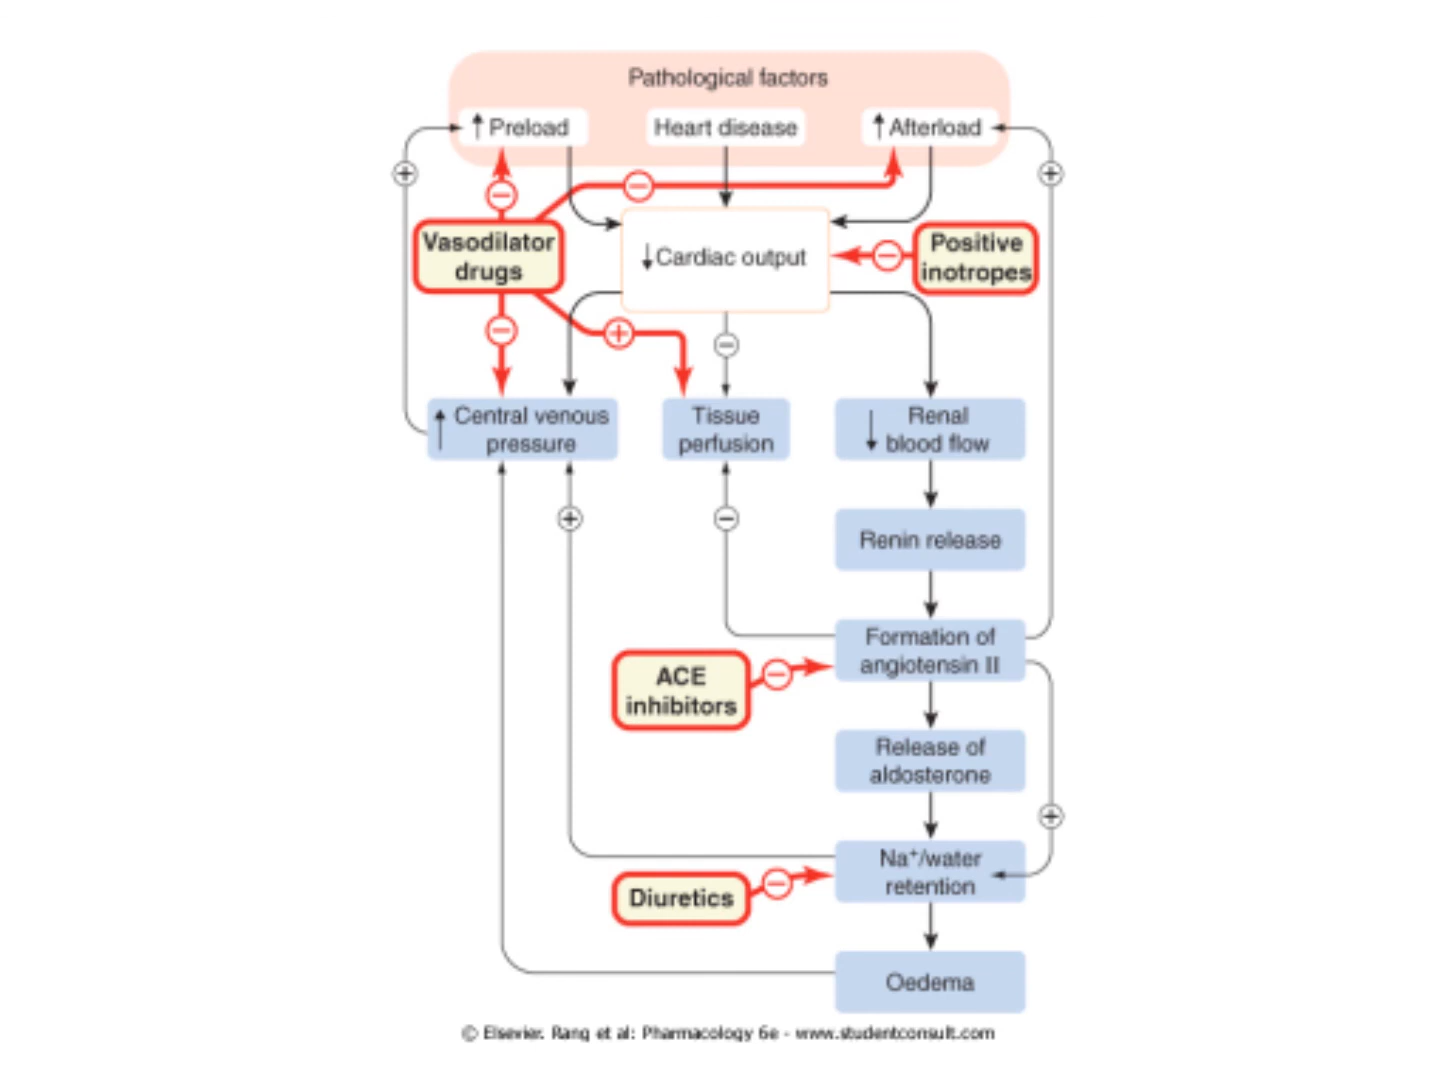 Pathological factors
↑ Preload
Heart disease
↑ Afterload
+
−
−
+
Vasodilator
drugs
↓ Cardiac output
−
Positive
inotropes
−
+
−
↑ Central venous
pressure
Tissue
perfusion
↓ Renal
blood flow
+
−
Renin release
Formation of
angiotensin II
ACE
inhibitors
−
Release of
aldosterone
+
Na⁺/water
retention
Diuretics
−
Oedema
© Elsevier. Rang et al: Pharmacology 6e - www.studentconsult.com